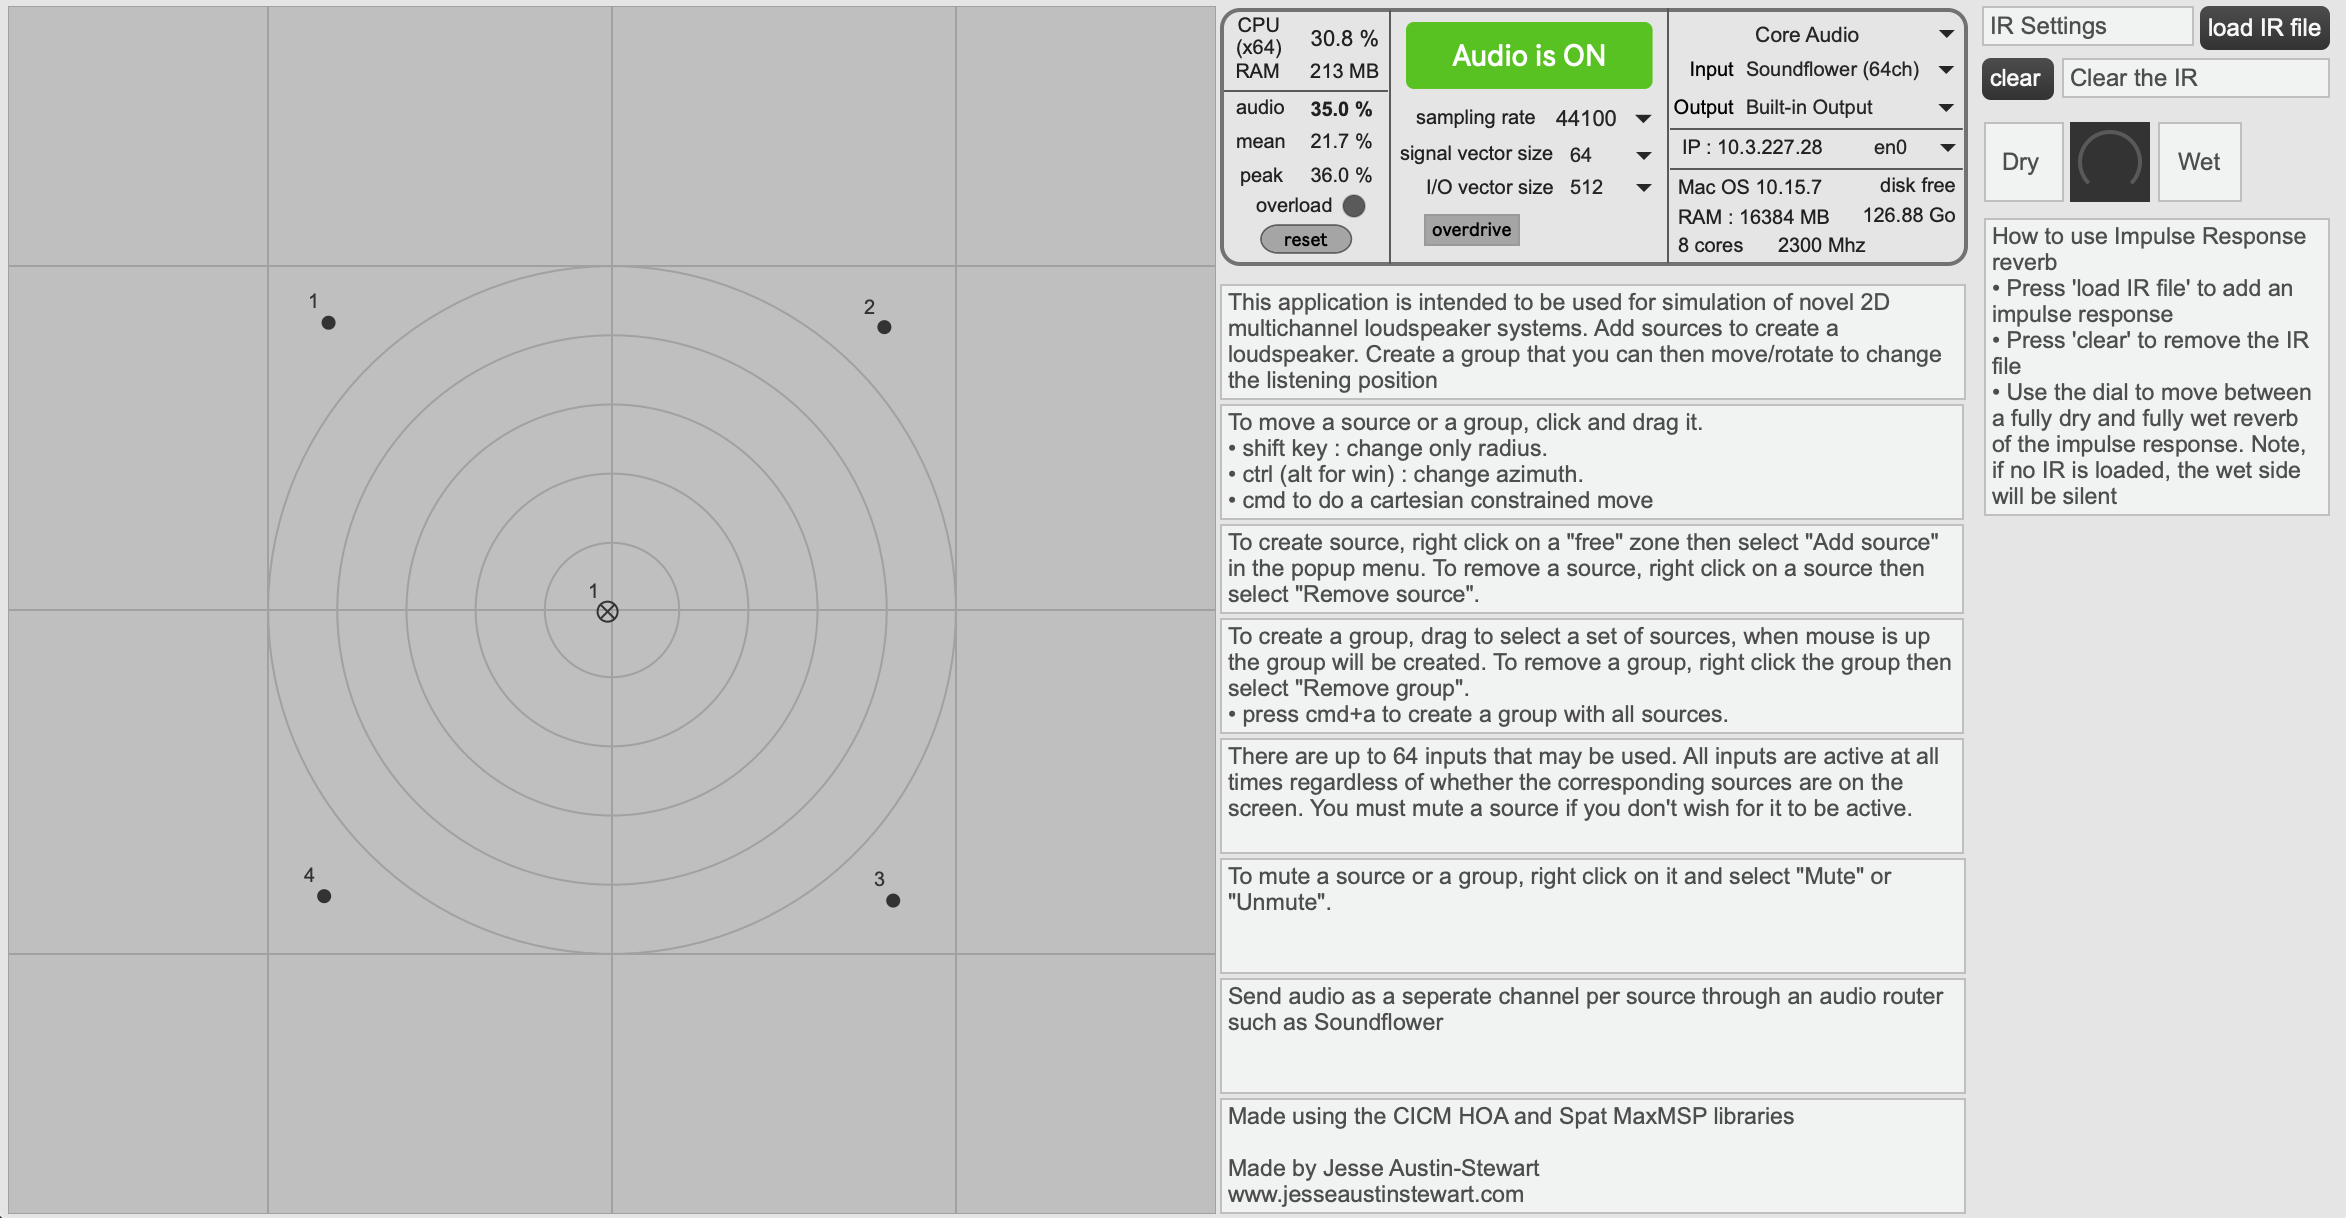 1
2
1
4
3
CPU
(x64) 30.8 %
RAM 213 MB
audio 35.0 %
mean 21.7 %
peak 36.0 %
overload
reset
Audio is ON
sampling rate 44100
signal vector size 64
I/O vector size 512
overdrive
Core Audio
Input Soundflower (64ch)
Output Built-in Output
IP : 10.3.227.28 en0
Mac OS 10.15.7 disk free
RAM : 16384 MB 126.88 Go
8 cores 2300 Mhz
This application is intended to be used for simulation of novel 2D
multichannel loudspeaker systems. Add sources to create a
loudspeaker. Create a group that you can then move/rotate to change
the listening position
To move a source or a group, click and drag it.
• shift key : change only radius.
• ctrl (alt for win) : change azimuth.
• cmd to do a cartesian constrained move
To create source, right click on a "free" zone then select "Add source"
in the popup menu. To remove a source, right click on a source then
select "Remove source".
To create a group, drag to select a set of sources, when mouse is up
the group will be created. To remove a group, right click the group then
select "Remove group".
• press cmd+a to create a group with all sources.
There are up to 64 inputs that may be used. All inputs are active at all
times regardless of whether the corresponding sources are on the
screen. You must mute a source if you don't wish for it to be active.
To mute a source or a group, right click on it and select "Mute" or
"Unmute".
Send audio as a seperate channel per source through an audio router
such as Soundflower
Made using the CICM HOA and Spat MaxMSP libraries
Made by Jesse Austin-Stewart
www.jesseaustinstewart.com
IR Settings
load IR file
clear
Clear the IR
Dry
Wet
How to use Impulse Response
reverb
• Press 'load IR file' to add an
impulse response
• Press 'clear' to remove the IR
file
• Use the dial to move between
a fully dry and fully wet reverb
of the impulse response. Note,
if no IR is loaded, the wet side
will be silent